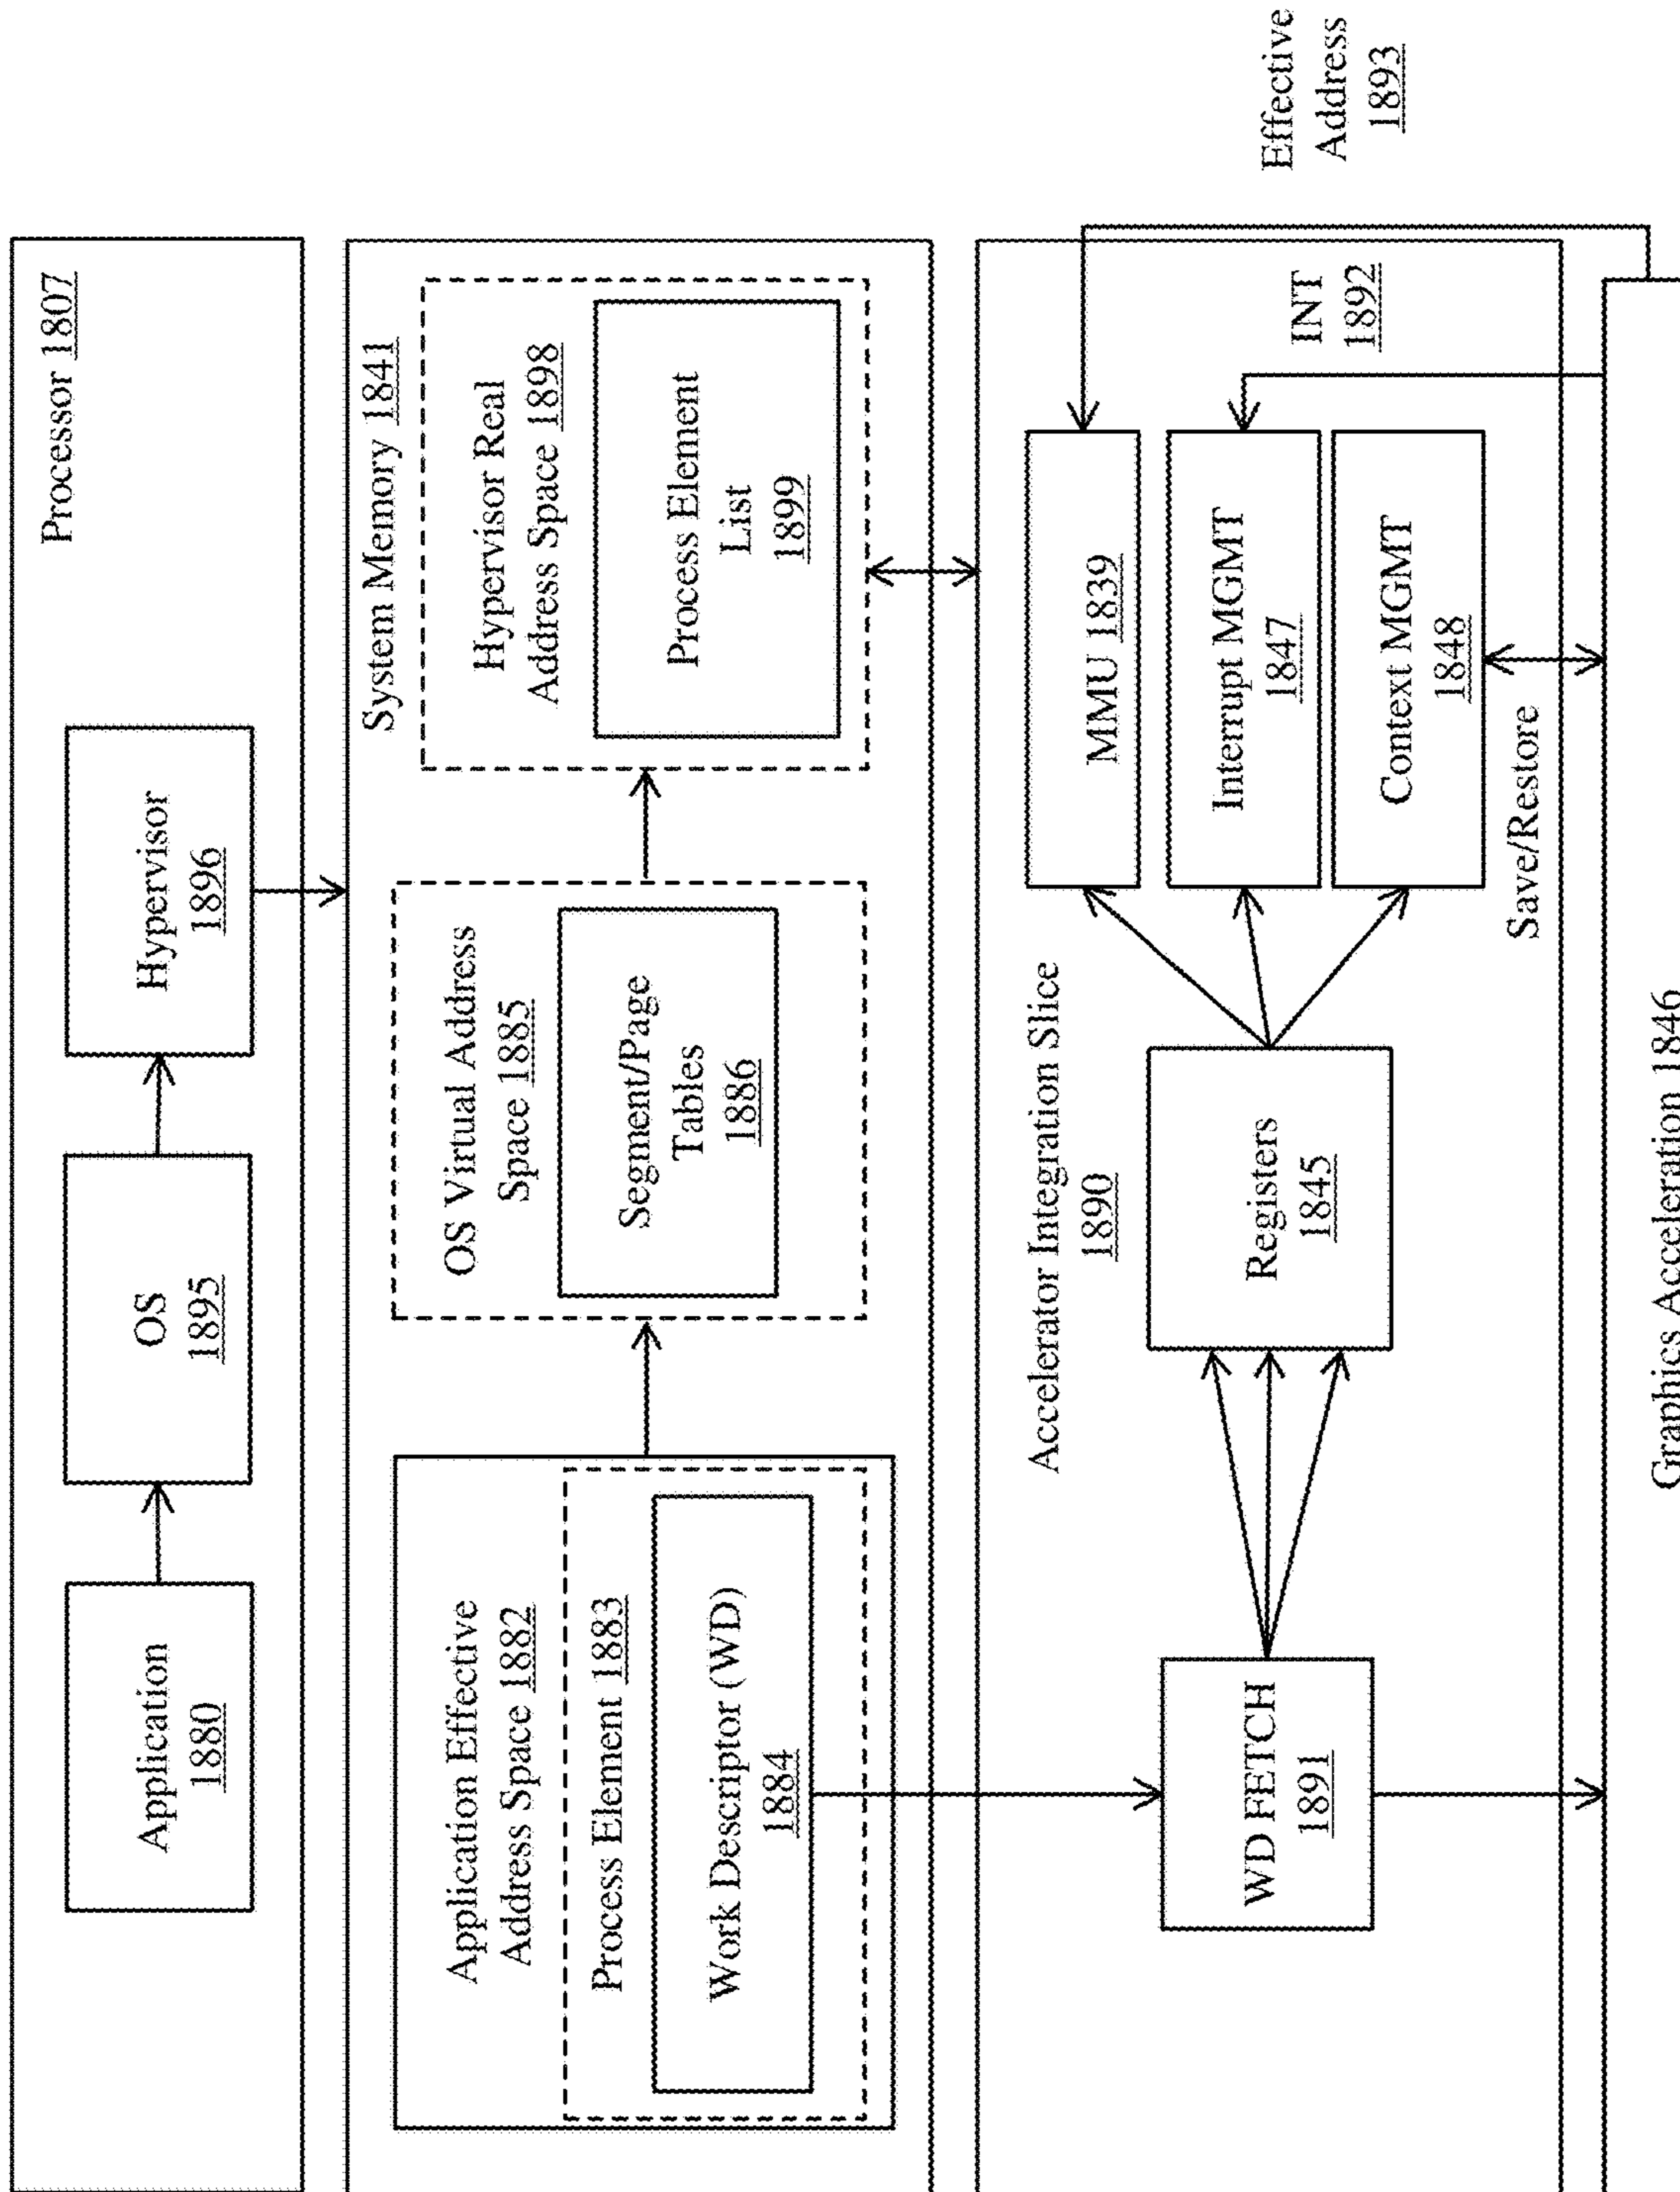 Processor 1807
Application
1880
OS
1895
Hypervisor
1896
System Memory 1841
Application Effective
Address Space 1882
Process Element 1883
Work Descriptor (WD)
1884
OS Virtual Address
Space 1885
Segment/Page
Tables
1886
Hypervisor Real
Address Space 1898
Process Element
List
1899
Accelerator Integration Slice
1890
WD FETCH
1891
Registers
1845
MMU 1839
Interrupt MGMT
1847
Context MGMT
1848
Save/Restore
INT
1892
Effective
Address
1893
Graphics Acceleration 1846